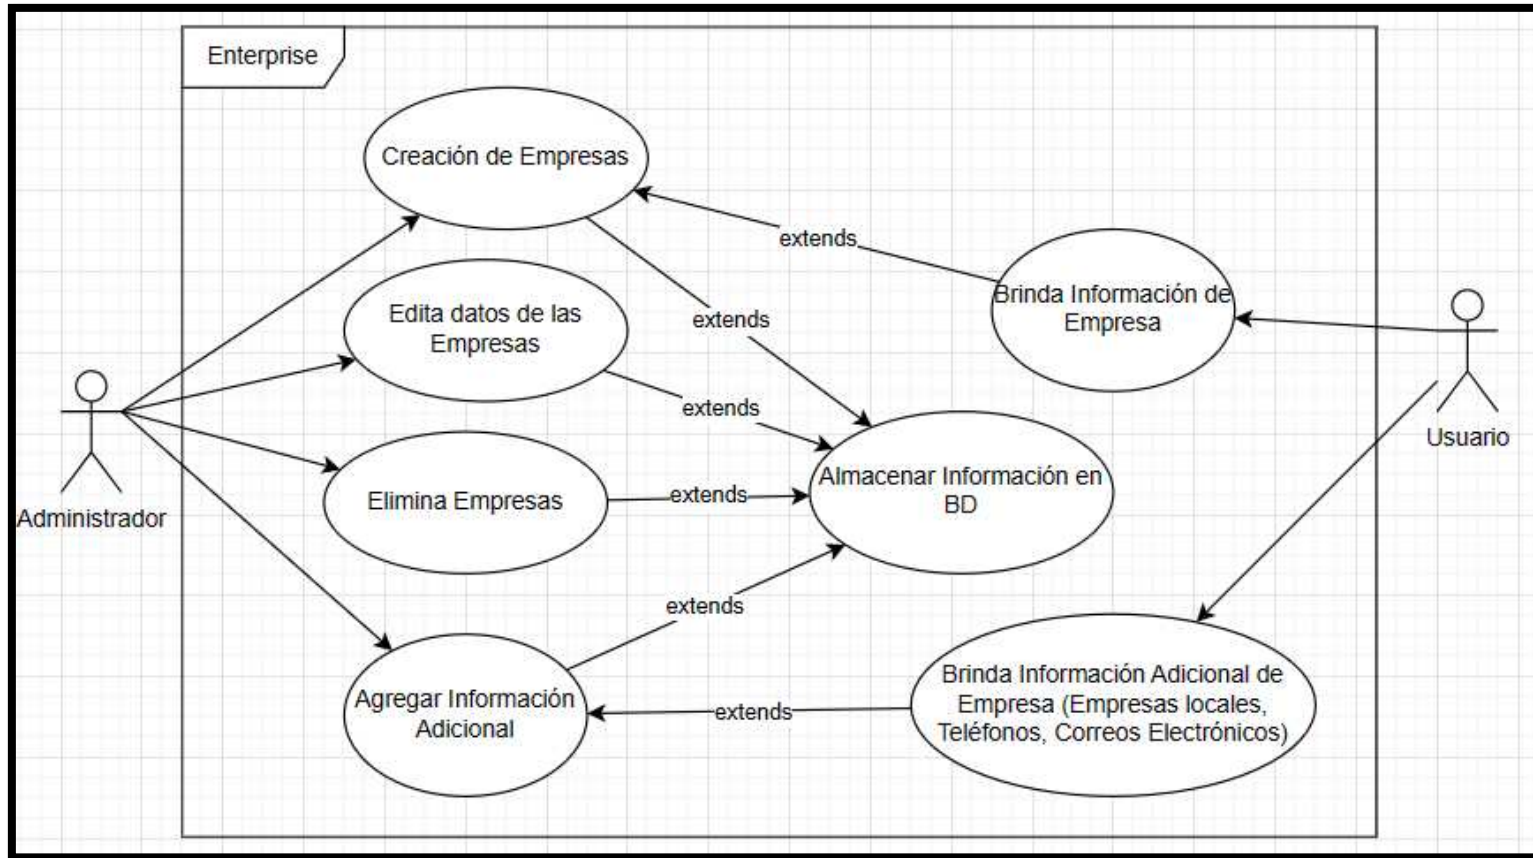 Enterprise
Creación de Empresas
extends
Brinda Información de
Empresa
Edita datos de las
Empresas
extends
extends
Usuario
Almacenar Información en
BD
Elimina Empresas
extends
Administrador
extends
Agregar Información
Adicional
extends
Brinda Información Adicional de
Empresa (Empresas locales,
Teléfonos, Correos Electrónicos)